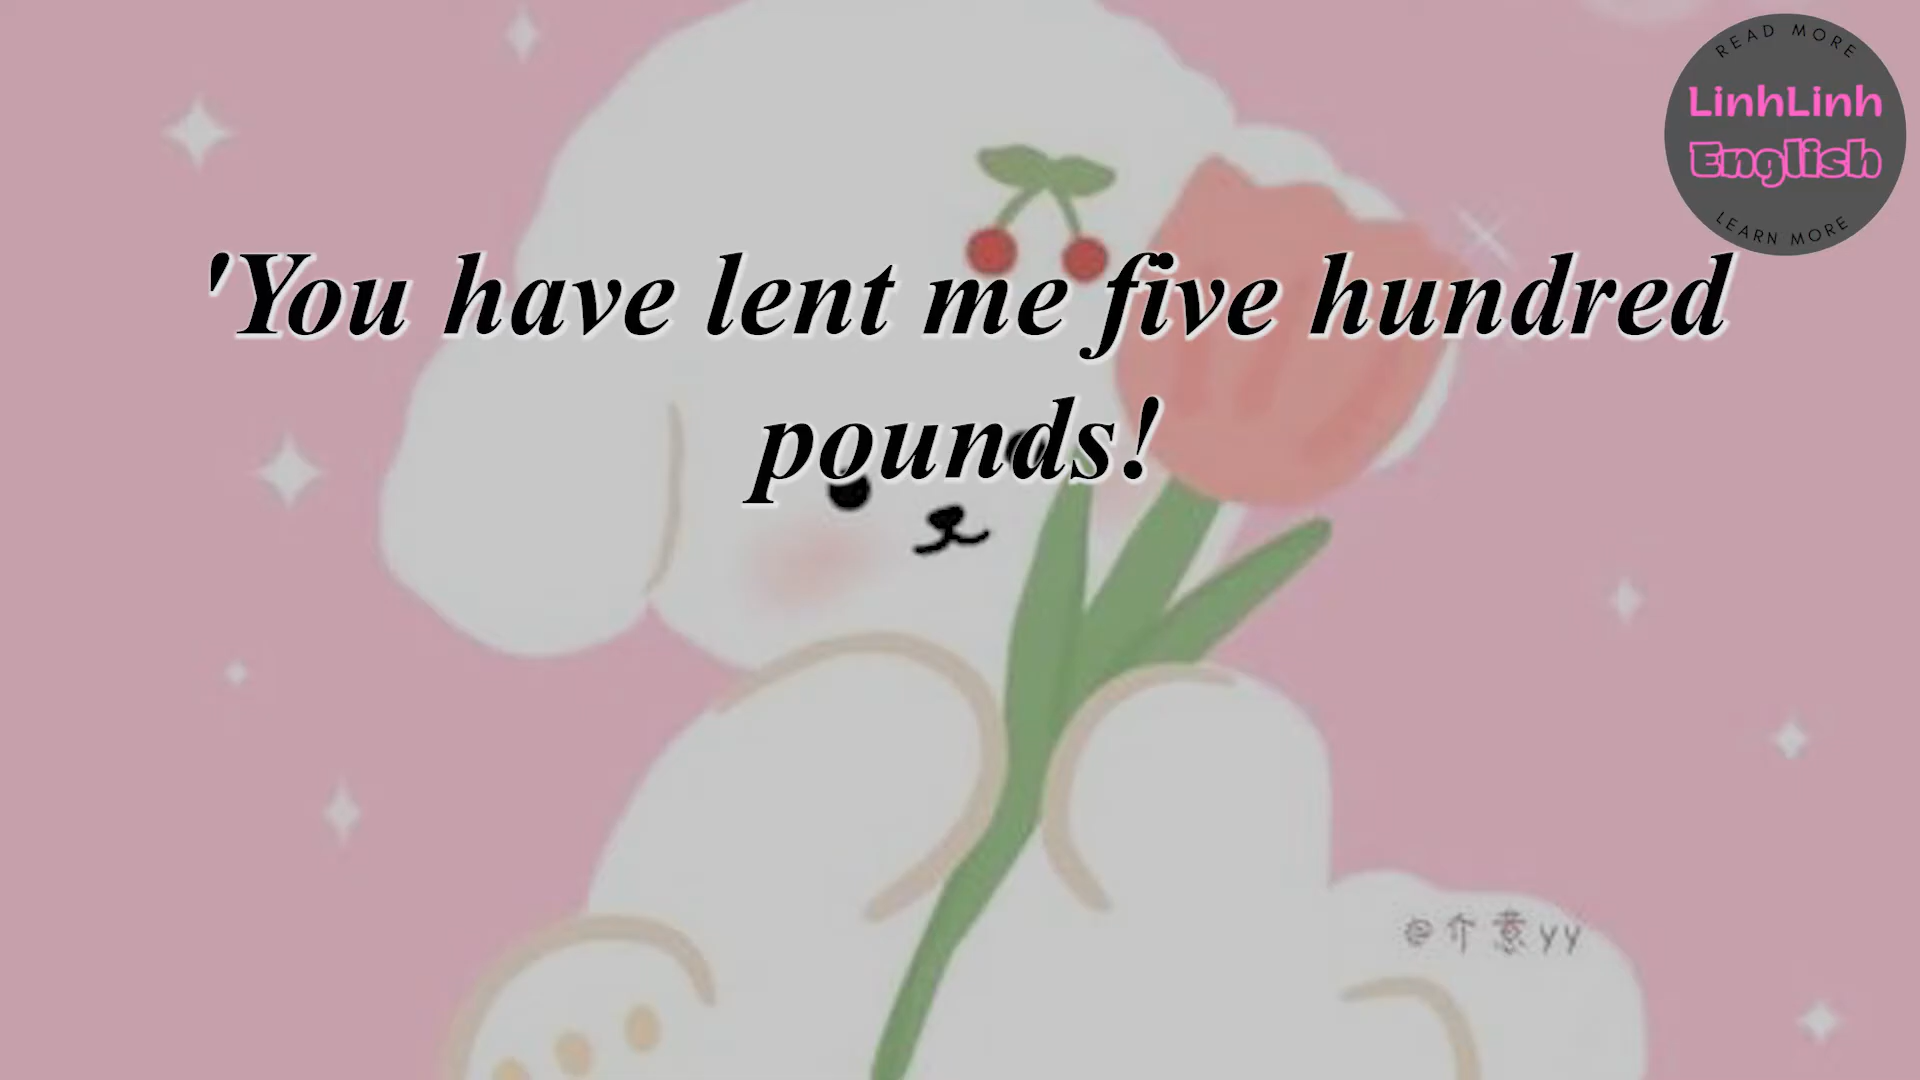 READ MORE
LinhLinh
English
LEARN MORE
'You have lent me five hundred
pounds!
@介意yy